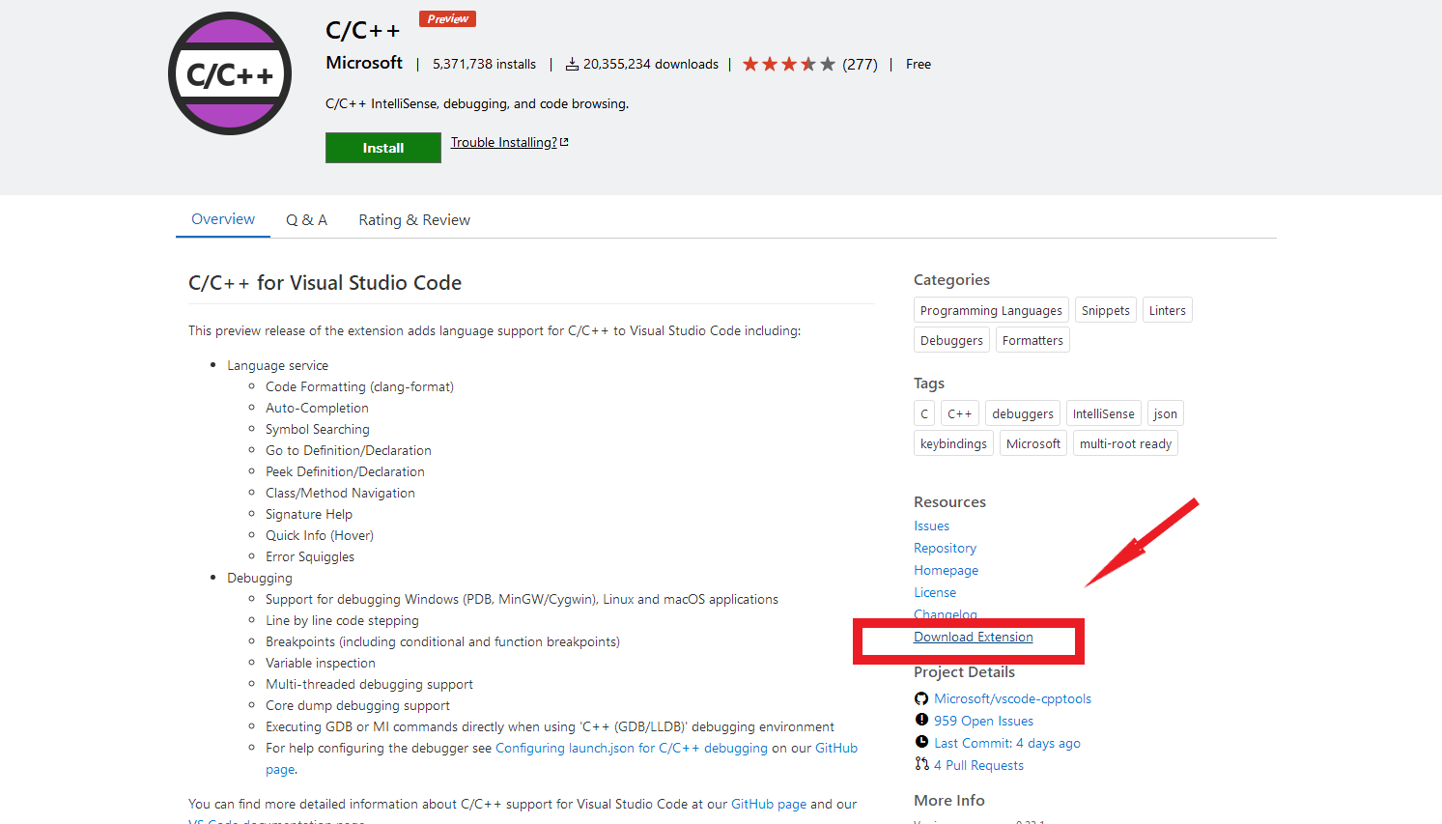 C/C++ Preview
C/C++
Microsoft | 5,371,738 installs | 20,355,234 downloads | (277) | Free
C/C++ IntelliSense, debugging, and code browsing.
Install Trouble Installing?
Overview Q & A Rating & Review
C/C++ for Visual Studio Code
This preview release of the extension adds language support for C/C++ to Visual Studio Code including:
Language service
Code Formatting (clang-format)
Auto-Completion
Symbol Searching
Go to Definition/Declaration
Peek Definition/Declaration
Class/Method Navigation
Signature Help
Quick Info (Hover)
Error Squiggles
Debugging
Support for debugging Windows (PDB, MinGW/Cygwin), Linux and macOS applications
Line by line code stepping
Breakpoints (including conditional and function breakpoints)
Variable inspection
Multi-threaded debugging support
Core dump debugging support
Executing GDB or MI commands directly when using 'C++ (GDB/LLDB)' debugging environment
For help configuring the debugger see Configuring launch.json for C/C++ debugging on our GitHub
page.
You can find more detailed information about C/C++ support for Visual Studio Code at our GitHub page and our
VS Code documentation page
Categories
Programming Languages Snippets Linters
Debuggers Formatters
Tags
C C++ debuggers IntelliSense json
keybindings Microsoft multi-root ready
Resources
Issues
Repository
Homepage
License
Changelog
Download Extension
Project Details
Microsoft/vscode-cpptools
959 Open Issues
Last Commit: 4 days ago
4 Pull Requests
More Info